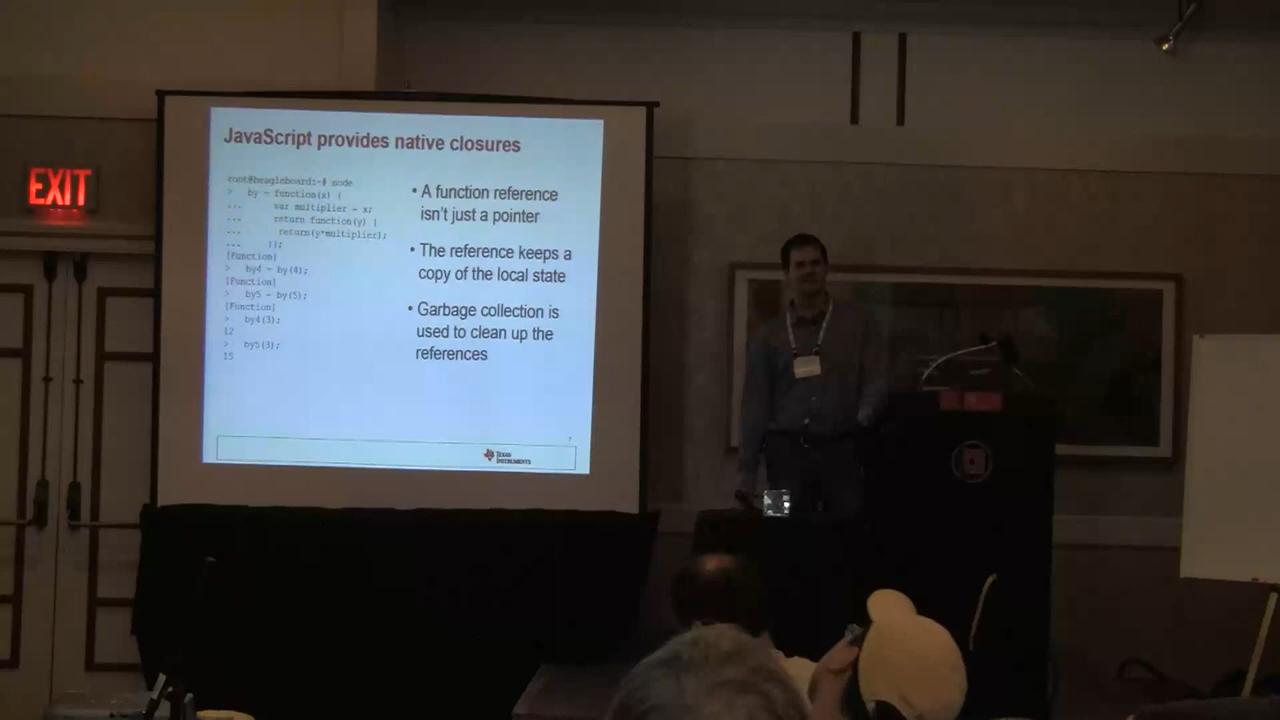 JavaScript provides native closures
EXIT
root@beagleboard:~# node
> by = function(x) {
... var multiplier = x;
... return function(y) {
... return(y*multiplier);
... }};
[Function]
> by4 = by(4);
[Function]
> by5 = by(5);
[Function]
> by4(3);
12
> by5(3);
15
• A function reference
isn't just a pointer
• The reference keeps a
copy of the local state
• Garbage collection is
used to clean up the
references
7
TEXAS
INSTRUMENTS